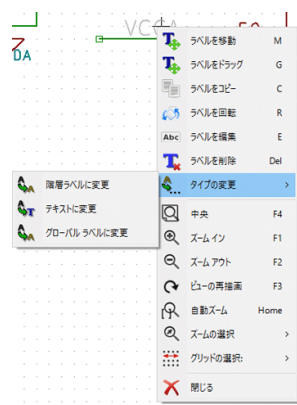 VCCA
DA
ラベルを移動 M
ラベルをドラッグ G
ラベルをコピー C
ラベルを回転 R
Abc ラベルを編集 E
ラベルを削除 Del
タイプの変更
階層ラベルに変更
テキストに変更
グローバル ラベルに変更
中央 F4
ズーム イン F1
ズーム アウト F2
ビューの再描画 F3
自動ズーム Home
ズームの選択
グリッドの選択:
閉じる